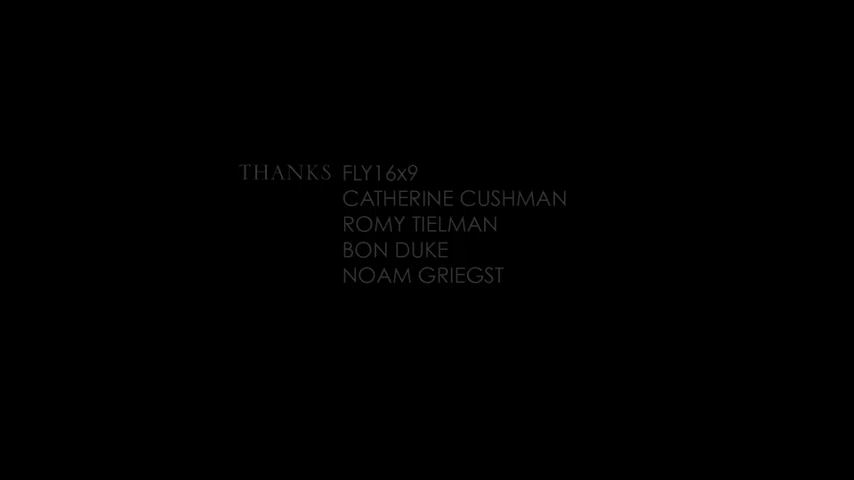 THANKS FLY16x9
CATHERINE CUSHMAN
ROMY TIELMAN
BON DUKE
NOAM GRIEGST